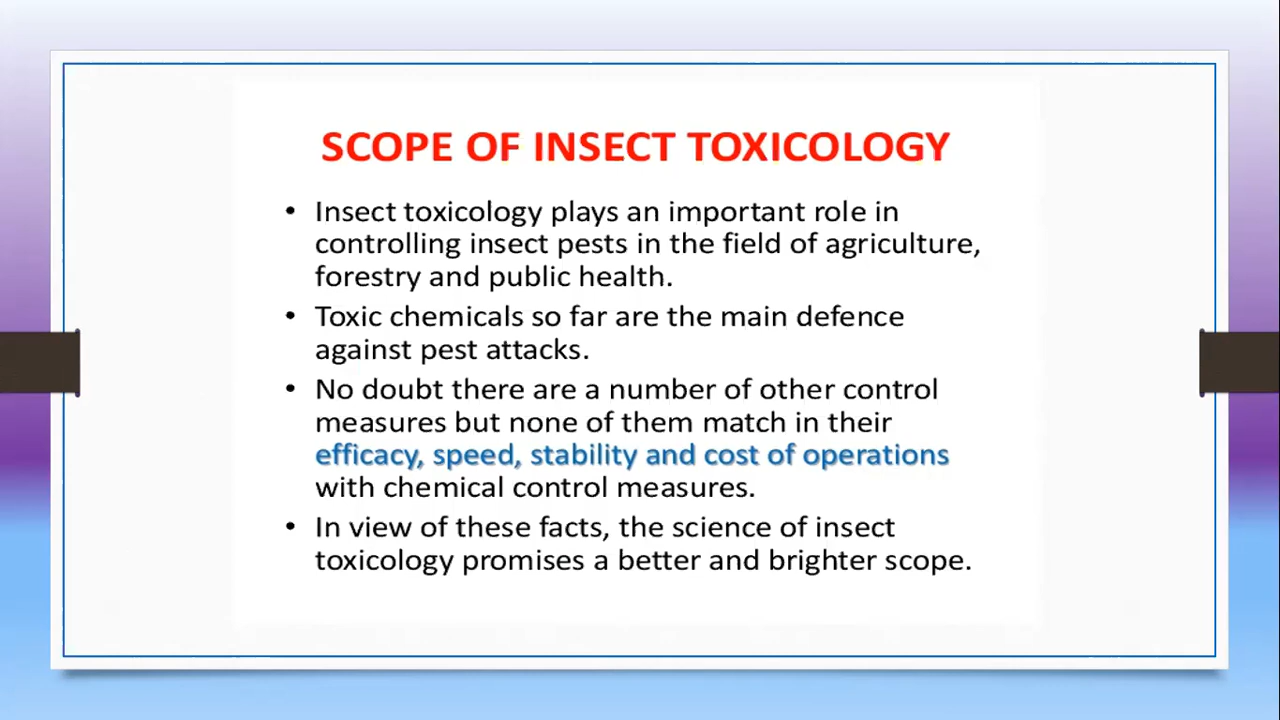 SCOPE OF INSECT TOXICOLOGY
• Insect toxicology plays an important role in
controlling insect pests in the field of agriculture,
forestry and public health.
• Toxic chemicals so far are the main defence
against pest attacks.
• No doubt there are a number of other control
measures but none of them match in their
efficacy, speed, stability and cost of operations
with chemical control measures.
• In view of these facts, the science of insect
toxicology promises a better and brighter scope.